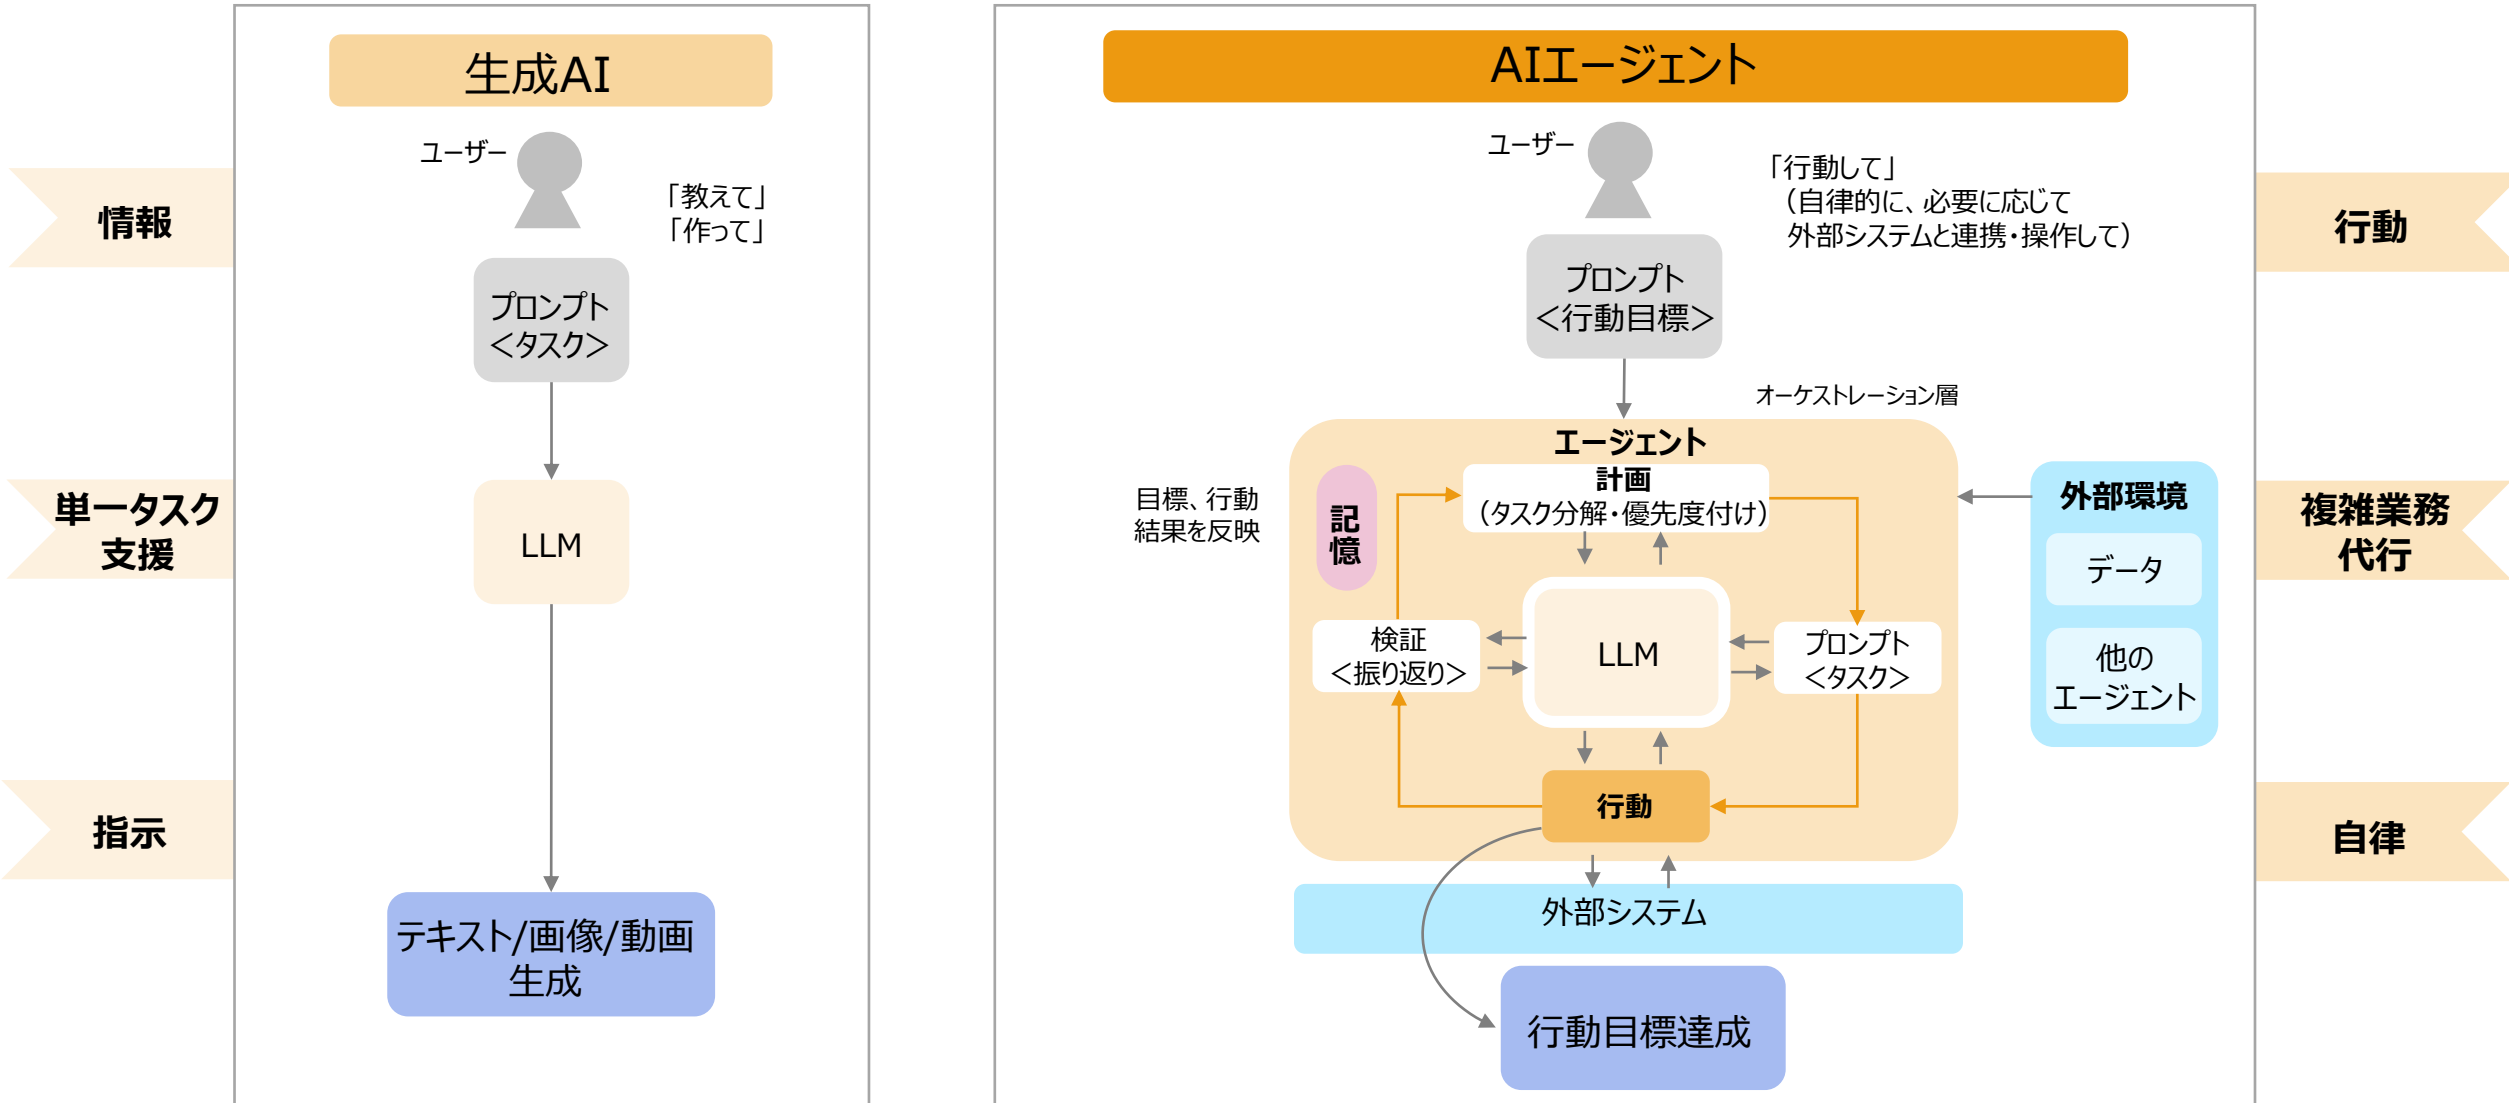 生成AI
ユーザー
「教えて」
「作って」
プロンプト
＜タスク＞
LLM
テキスト/画像/動画
生成
情報
単一タスク
支援
指示
AIエージェント
ユーザー
「行動して」
（自律的に、必要に応じて
外部システムと連携・操作して）
プロンプト
＜行動目標＞
オーケストレーション層
エージェント
計画
（タスク分解・優先度付け）
目標、行動
結果を反映
記
憶
検証
＜振り返り＞
LLM
プロンプト
＜タスク＞
行動
外部環境
データ
他の
エージェント
外部システム
行動目標達成
行動
複雑業務
代行
自律